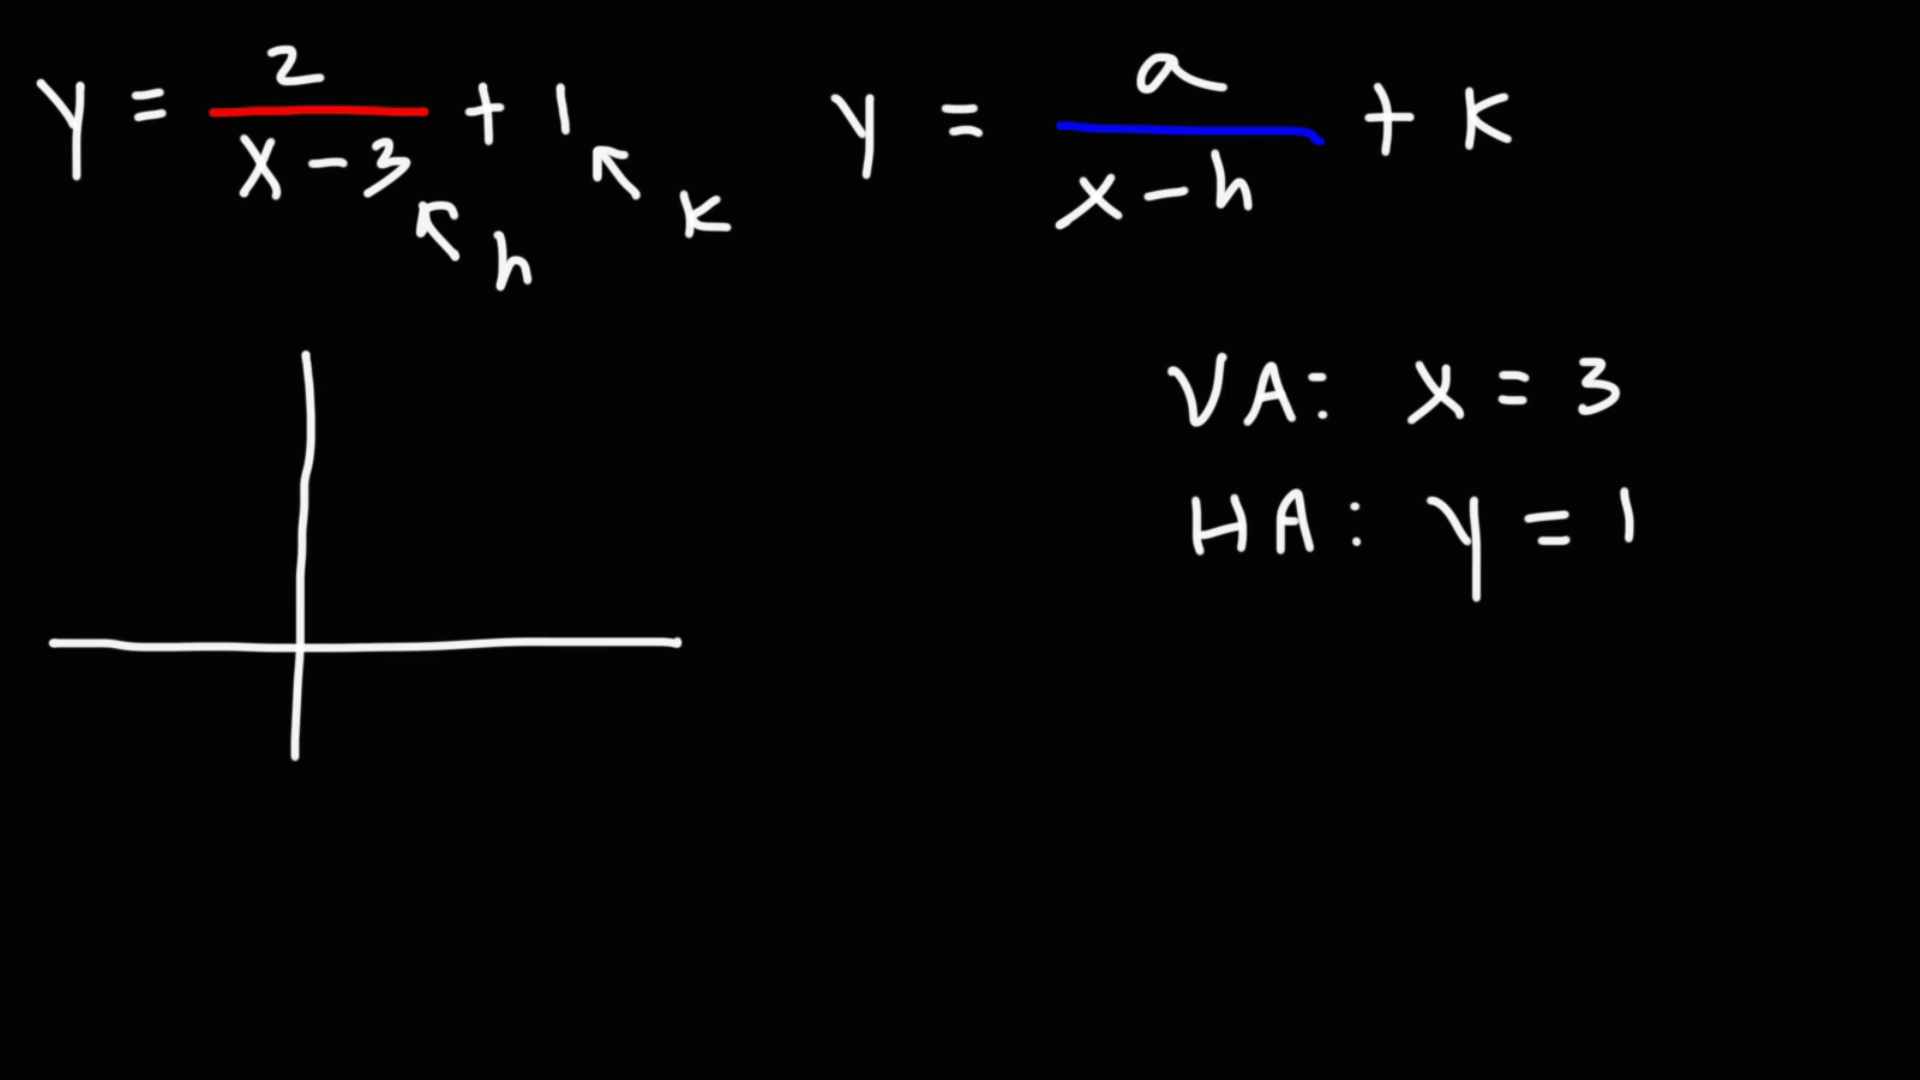 y = 2/(x - 3) + 1
k
h
y = a/(x - h) + k
VA: x = 3
HA: y = 1